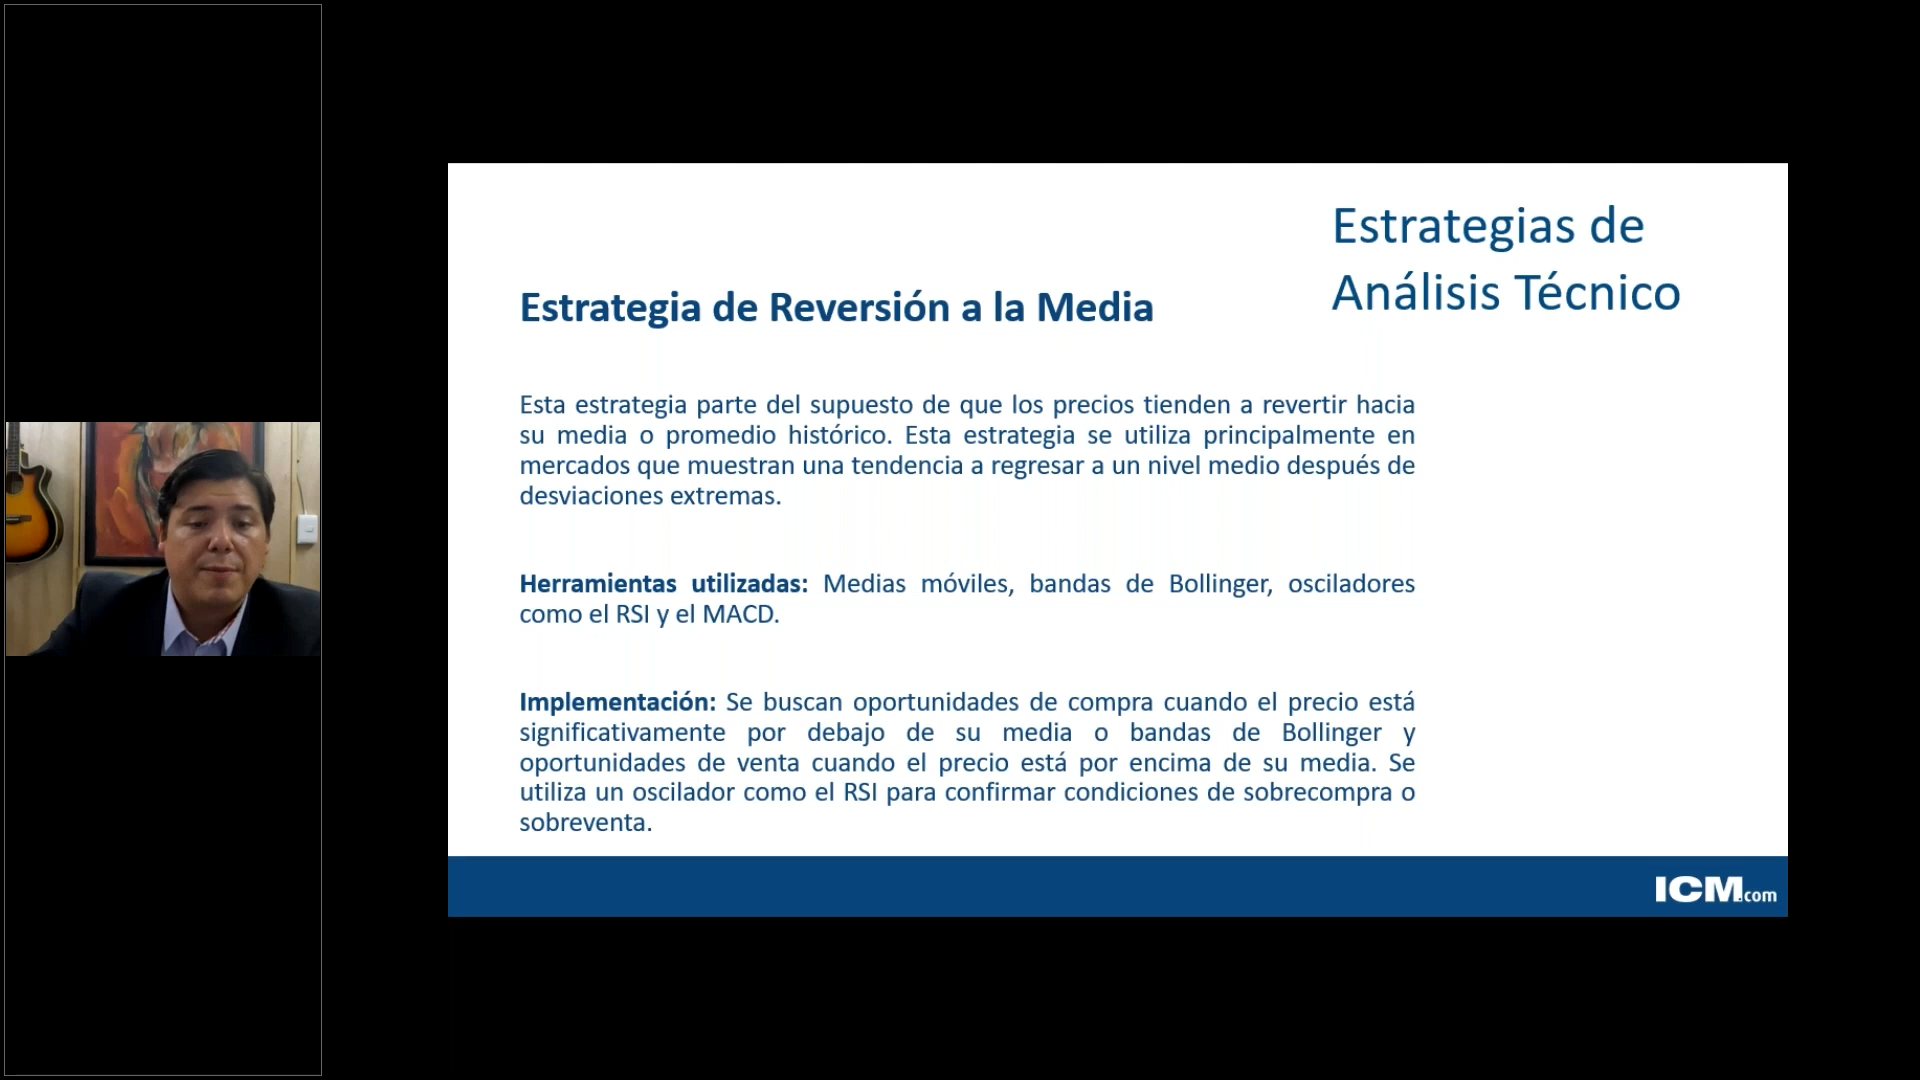 Estrategias de
Análisis Técnico
Estrategia de Reversión a la Media
Esta estrategia parte del supuesto de que los precios tienden a revertir hacia
su media o promedio histórico. Esta estrategia se utiliza principalmente en
mercados que muestran una tendencia a regresar a un nivel medio después de
desviaciones extremas.
Herramientas utilizadas: Medias móviles, bandas de Bollinger, osciladores
como el RSI y el MACD.
Implementación: Se buscan oportunidades de compra cuando el precio está
significativamente por debajo de su media o bandas de Bollinger y
oportunidades de venta cuando el precio está por encima de su media. Se
utiliza un oscilador como el RSI para confirmar condiciones de sobrecompra o
sobreventa.
ICM.com